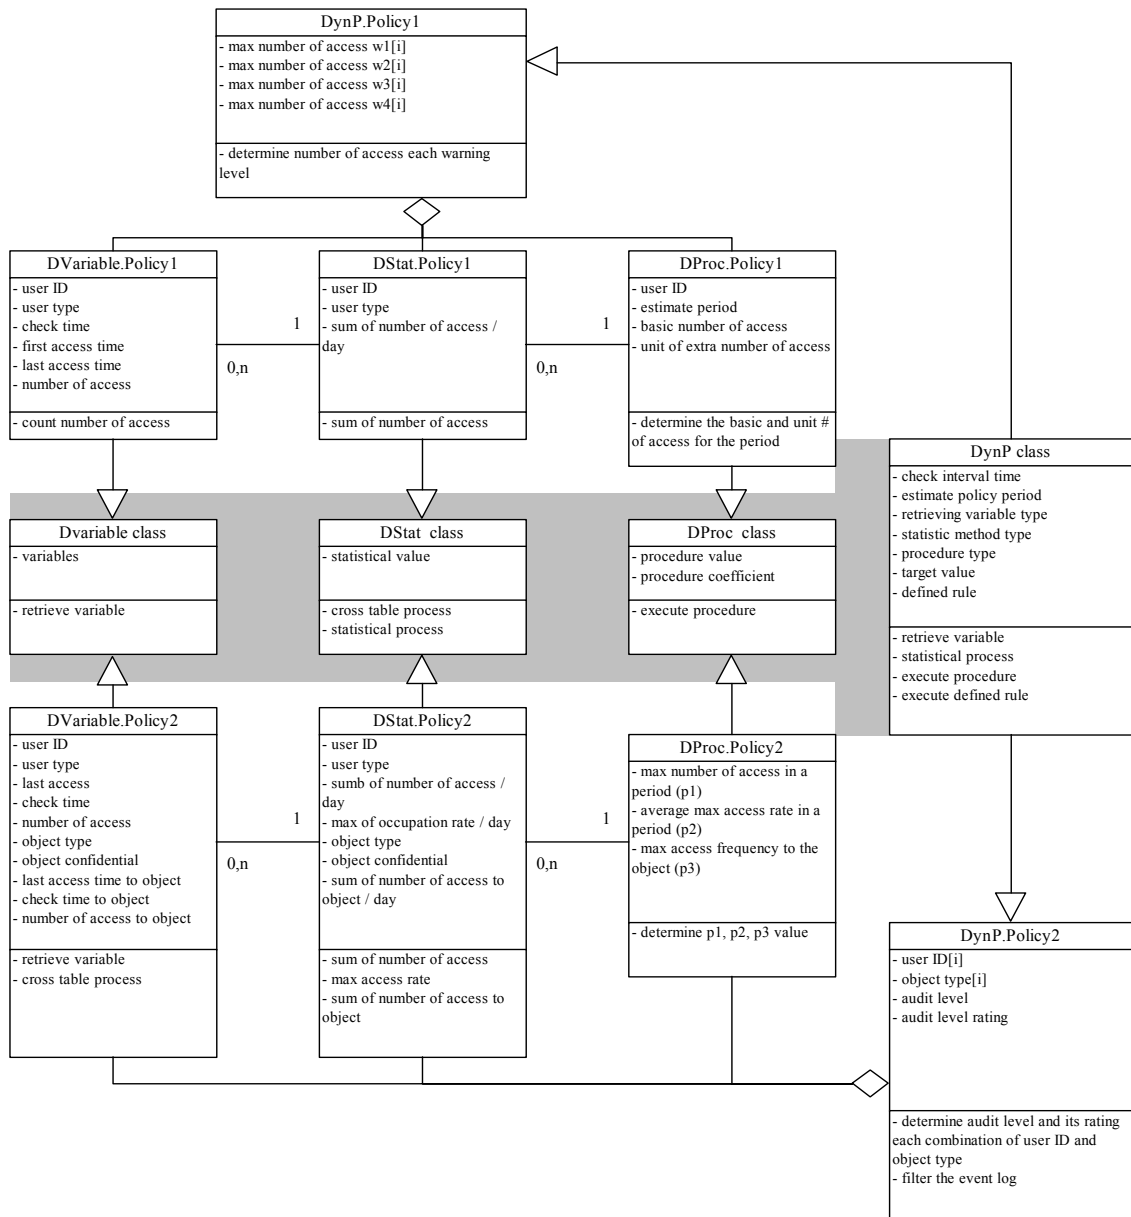 DynP.Policy1
- max number of access w1[i]
- max number of access w2[i]
- max number of access w3[i]
- max number of access w4[i]
- determine number of access each warning
level
DVariable.Policy1
- user ID
- user type
- check time
- first access time
- last access time
- number of access
- count number of access
1
0,n
DStat.Policy1
- user ID
- user type
- sum of number of access /
day
- sum of number of access
1
0,n
DProc.Policy1
- user ID
- estimate period
- basic number of access
- unit of extra number of access
- determine the basic and unit #
of access for the period
DynP class
- check interval time
- estimate policy period
- retrieving variable type
- statistic method type
- procedure type
- target value
- defined rule
- retrieve variable
- statistical process
- execute procedure
- execute defined rule
Dvariable class
- variables
- retrieve variable
DStat class
- statistical value
- cross table process
- statistical process
DProc class
- procedure value
- procedure coefficient
- execute procedure
DVariable.Policy2
- user ID
- user type
- last access
- check time
- number of access
- object type
- object confidential
- last access time to object
- check time to object
- number of access to object
- retrieve variable
- cross table process
1
0,n
DStat.Policy2
- user ID
- user type
- sumb of number of access /
day
- max of occupation rate / day
- object type
- object confidential
- sum of number of access to
object / day
- sum of number of access
- max access rate
- sum of number of access to
object
1
0,n
DProc.Policy2
- max number of access in a
period (p1)
- average max access rate in a
period (p2)
- max access frequency to the
object (p3)
- determine p1, p2, p3 value
DynP.Policy2
- user ID[i]
- object type[i]
- audit level
- audit level rating
- determine audit level and its rating
each combination of user ID and
object type
- filter the event log